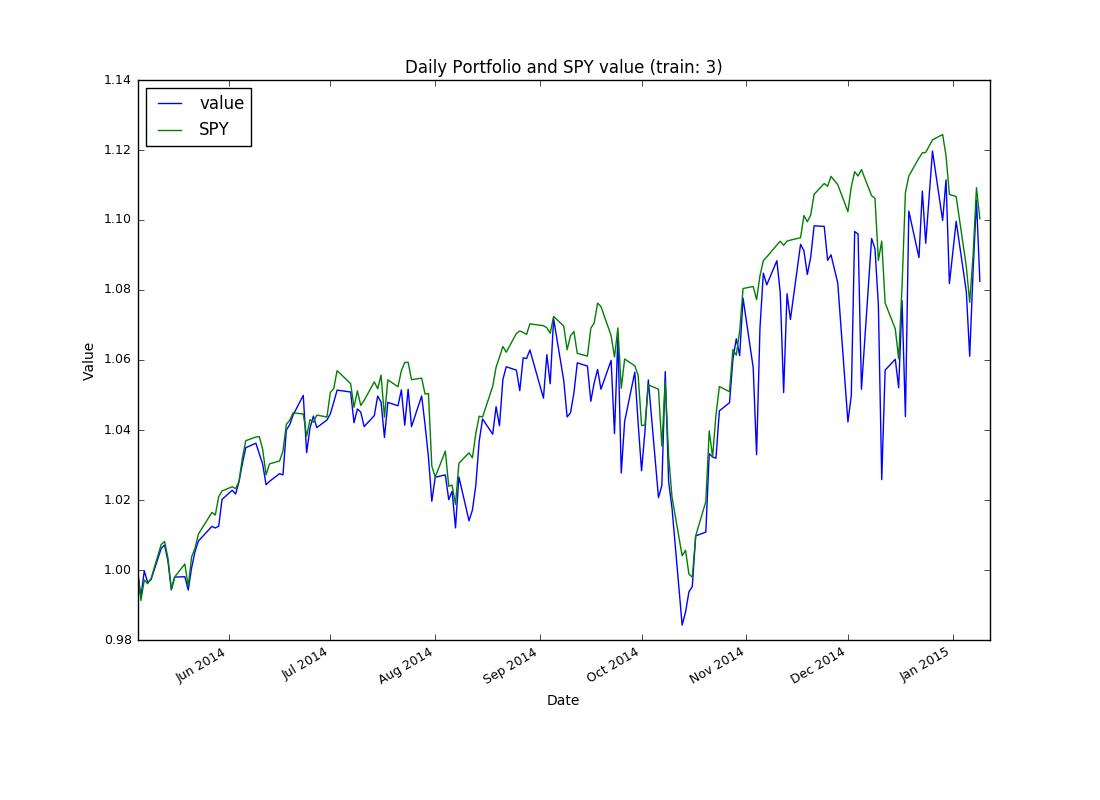 Daily Portfolio and SPY value (train: 3)
1.14
1.12
1.10
1.08
1.06
1.04
1.02
1.00
0.98
value
SPY
Value
Jun 2014
Jul 2014
Aug 2014
Sep 2014
Oct 2014
Nov 2014
Dec 2014
Jan 2015
Date